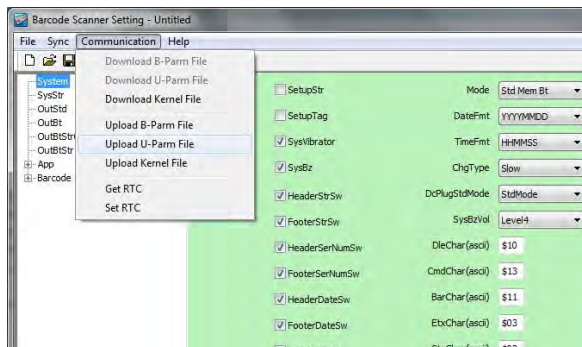 Barcode Scanner Setting - Untitled
File Sync Communication Help
Download B-Parm File
Download U-Parm File
Download Kernel File
Upload B-Parm File
Upload U-Parm File
Upload Kernel File
Get RTC
Set RTC
System
SysStr
OutStd
OutBt
OutBtStr
OutBtStr
App
Barcode
SetupStr Mode Std Mem Bt
SetupTag DateFmt YYYYMMDD
SysVibrator TimeFmt HHMMSS
SysBz ChgType Slow
HeaderStrSw DcPlugStdMode StdMode
FooterStrSw SysBzVol Level4
HeaderSerNumSw DleChar(ascii) $10
FooterSerNumSw CmdChar(ascii) $13
HeaderDateSw BarChar(ascii) $11
FooterDateSw EtxChar(ascii) $03